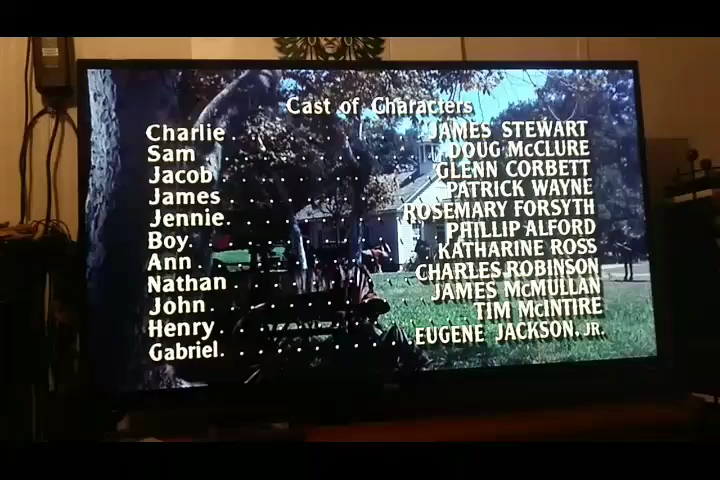 Cast of Characters
Charlie . . . . . . . . . . JAMES STEWART
Sam . . . . . . . . . . DOUG McCLURE
Jacob . . . . . . . . . . GLENN CORBETT
James . . . . . . . . . . PATRICK WAYNE
Jennie . . . . . . . . . . ROSEMARY FORSYTH
Boy . . . . . . . . . . PHILLIP ALFORD
Ann . . . . . . . . . . KATHARINE ROSS
Nathan . . . . . . . . . . CHARLES ROBINSON
John . . . . . . . . . . JAMES McMULLAN
Henry . . . . . . . . . . TIM McINTIRE
Gabriel . . . . . . . . . . EUGENE JACKSON, JR.